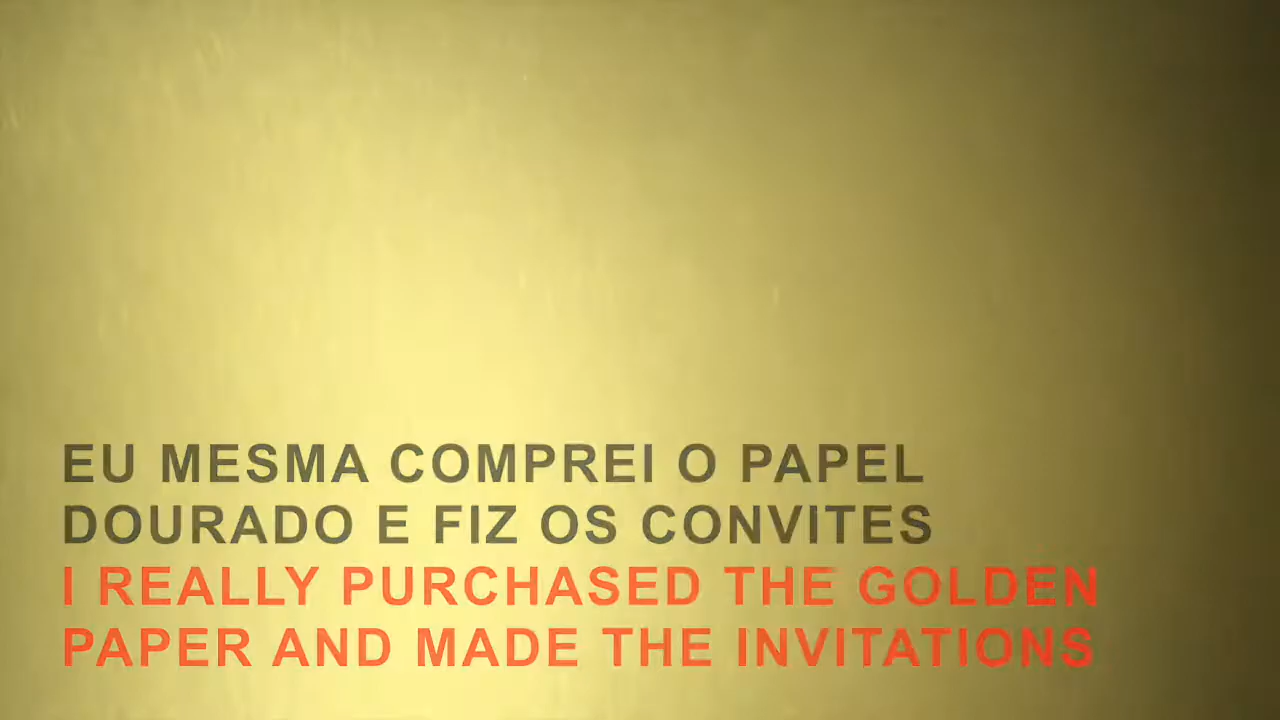 EU MESMA COMPREI O PAPEL
DOURADO E FIZ OS CONVITES
I REALLY PURCHASED THE GOLDEN
PAPER AND MADE THE INVITATIONS